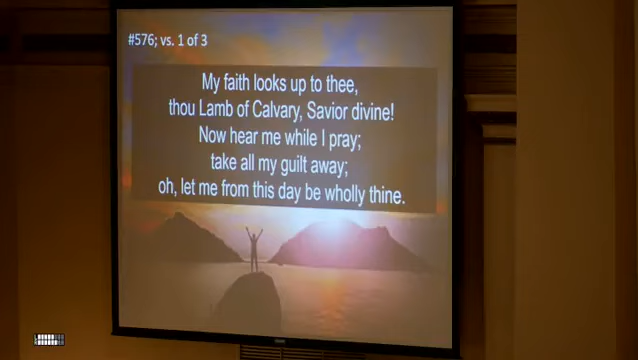 #576; vs. 1 of 3
My faith looks up to thee,
thou Lamb of Calvary, Savior divine!
Now hear me while I pray;
take all my guilt away;
oh, let me from this day be wholly thine.